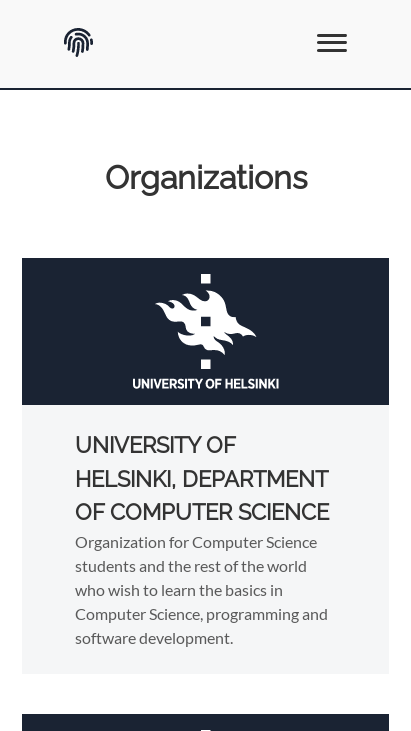 Organizations
UNIVERSITY OF HELSINKI
UNIVERSITY OF
HELSINKI, DEPARTMENT
OF COMPUTER SCIENCE
Organization for Computer Science
students and the rest of the world
who wish to learn the basics in
Computer Science, programming and
software development.